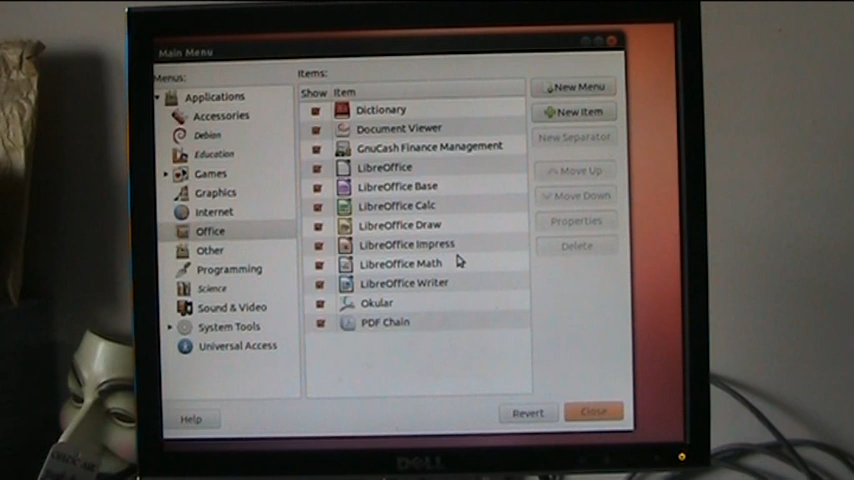 Main Menu
Menus:
Applications
Accessories
Debian
Education
Games
Graphics
Internet
Office
Other
Programming
Science
Sound & Video
System Tools
Universal Access
Items:
Show Item
Dictionary
Document Viewer
GnuCash Finance Management
LibreOffice
LibreOffice Base
LibreOffice Calc
LibreOffice Draw
LibreOffice Impress
LibreOffice Math
LibreOffice Writer
Okular
PDF Chain
New Menu
New Item
New Separator
Move Up
Move Down
Properties
Delete
Help
Revert
Close
DELL